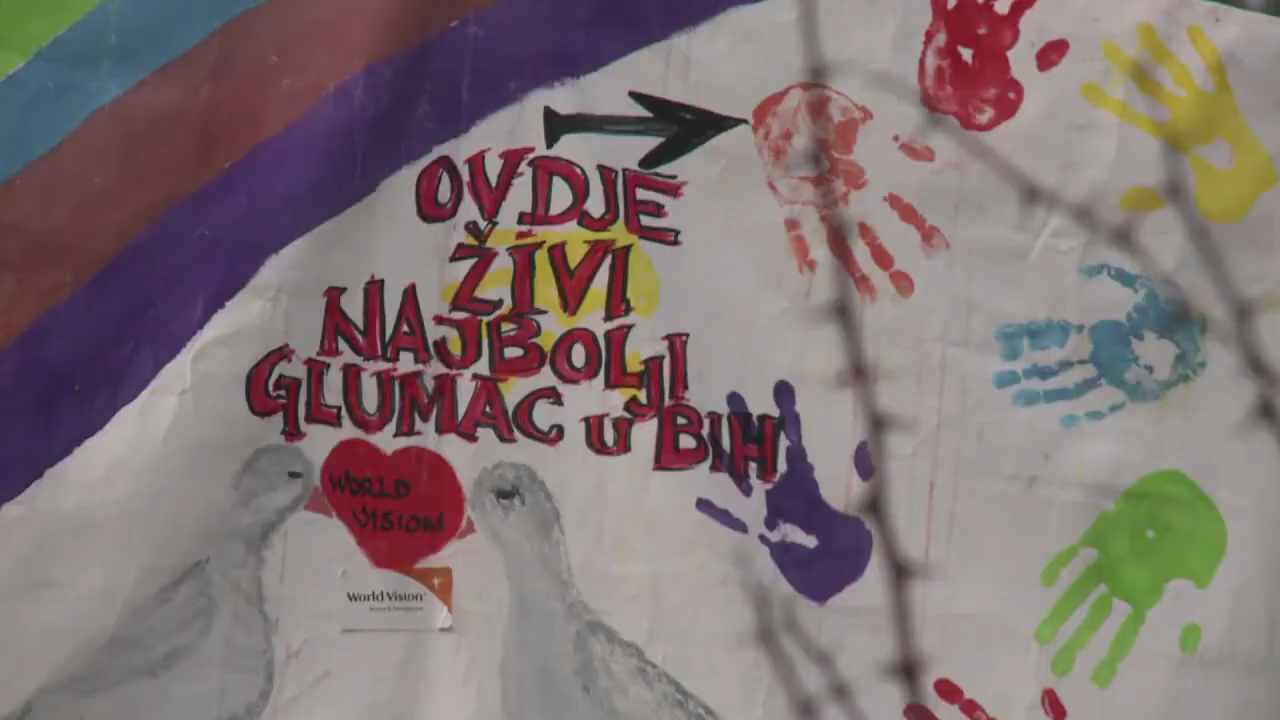 OVDJE
ŽIVI
NAJBOLJI
GLUMAC U BIH
WORLD
VISION
World Vision